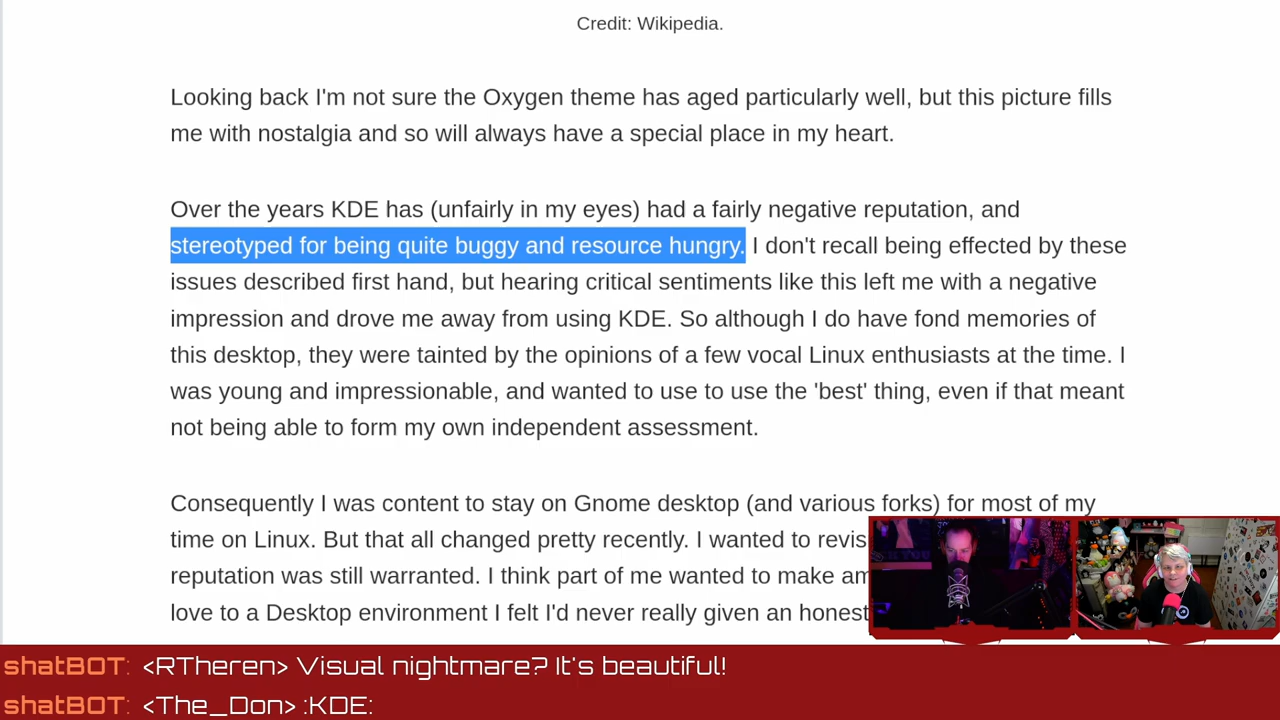 Credit: Wikipedia.
Looking back I'm not sure the Oxygen theme has aged particularly well, but this picture fills
me with nostalgia and so will always have a special place in my heart.
Over the years KDE has (unfairly in my eyes) had a fairly negative reputation, and
stereotyped for being quite buggy and resource hungry. I don't recall being effected by these
issues described first hand, but hearing critical sentiments like this left me with a negative
impression and drove me away from using KDE. So although I do have fond memories of
this desktop, they were tainted by the opinions of a few vocal Linux enthusiasts at the time. I
was young and impressionable, and wanted to use to use the 'best' thing, even if that meant
not being able to form my own independent assessment.
Consequently I was content to stay on Gnome desktop (and various forks) for most of my
time on Linux. But that all changed pretty recently. I wanted to revis
reputation was still warranted. I think part of me wanted to make am
love to a Desktop environment I felt I'd never really given an honest
shatBOT: <RTheren> Visual nightmare? It's beautiful!
shatBOT: <The_Don> :KDE: